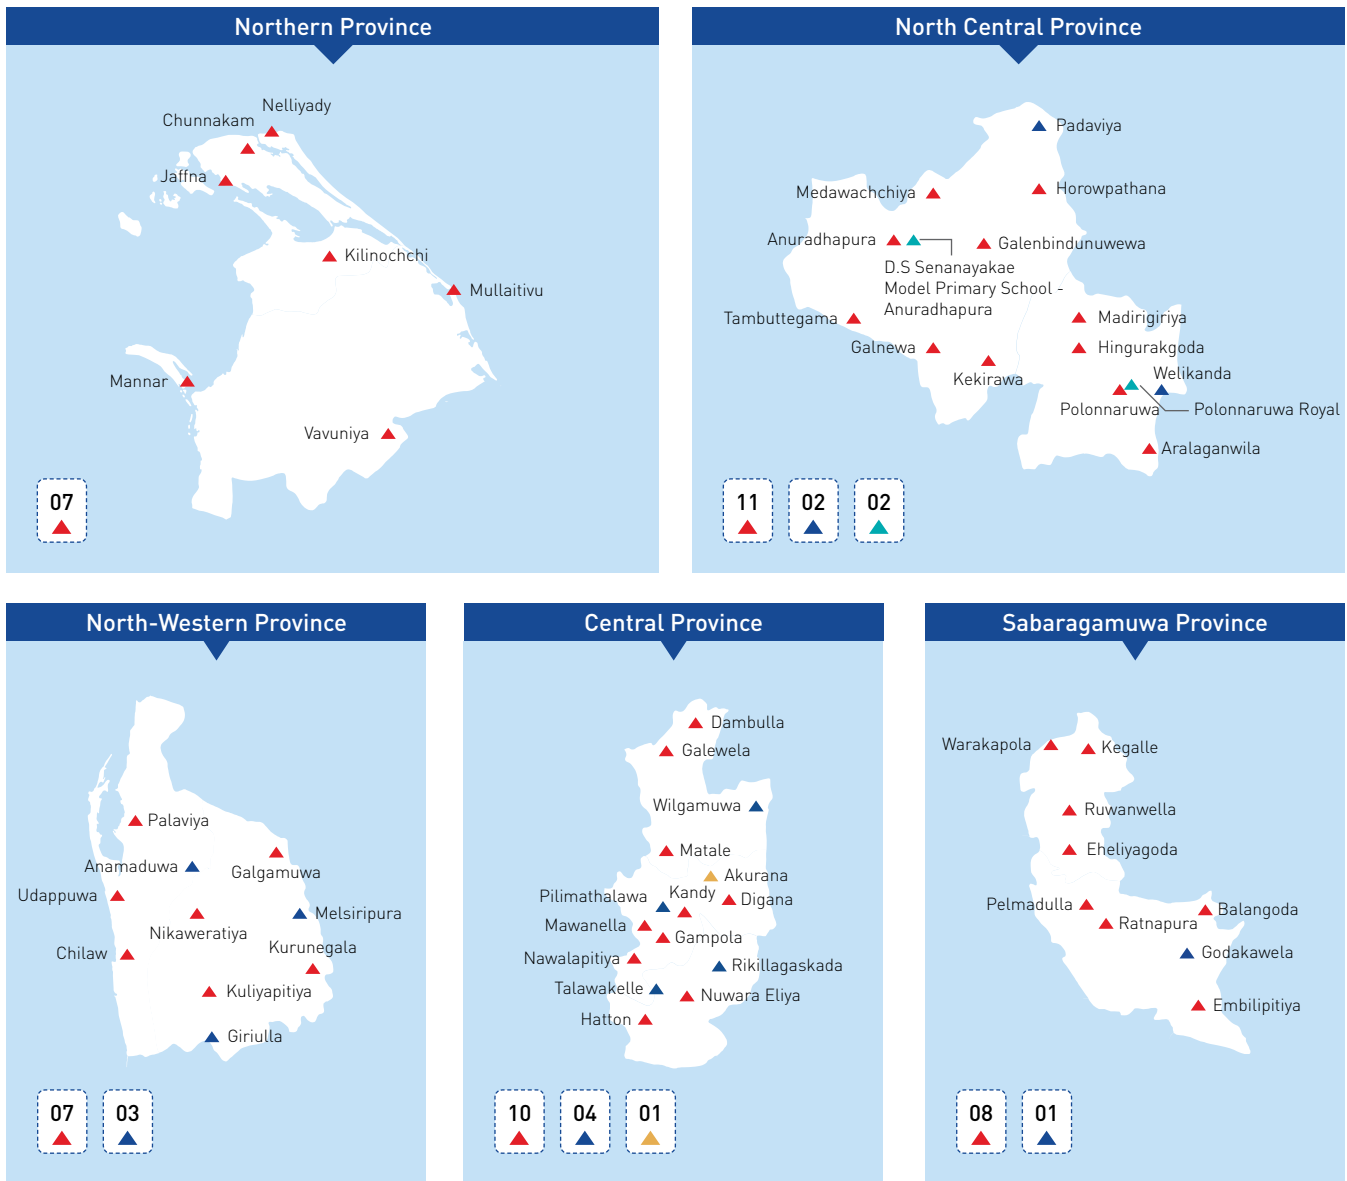 Northern Province
Nelliyady
Chunnakam
Jaffna
Kilinochchi
Mullaitivu
Mannar
Vavuniya
07
North Central Province
Padaviya
Medawachchiya
Horowpathana
Anuradhapura
Galenbindunuwewa
D.S Senanayakae
Model Primary School -
Anuradhapura
Tambuttegama
Madirigiriya
Galnewa
Hingurakgoda
Kekirawa
Welikanda
Polonnaruwa
Polonnaruwa Royal
Aralaganwila
11
02
02
North-Western Province
Palaviya
Anamaduwa
Galgamuwa
Udappuwa
Melsiripura
Nikaweratiya
Kurunegala
Chilaw
Kuliyapitiya
Giriulla
07
03
Central Province
Dambulla
Galewela
Wilgamuwa
Matale
Akurana
Pilimathalawa
Kandy
Digana
Mawanella
Gampola
Nawalapitiya
Rikillagaskada
Talawakelle
Nuwara Eliya
Hatton
10
04
01
Sabaragamuwa Province
Warakapola
Kegalle
Ruwanwella
Eheliyagoda
Pelmadulla
Balangoda
Ratnapura
Godakawela
Embilipitiya
08
01